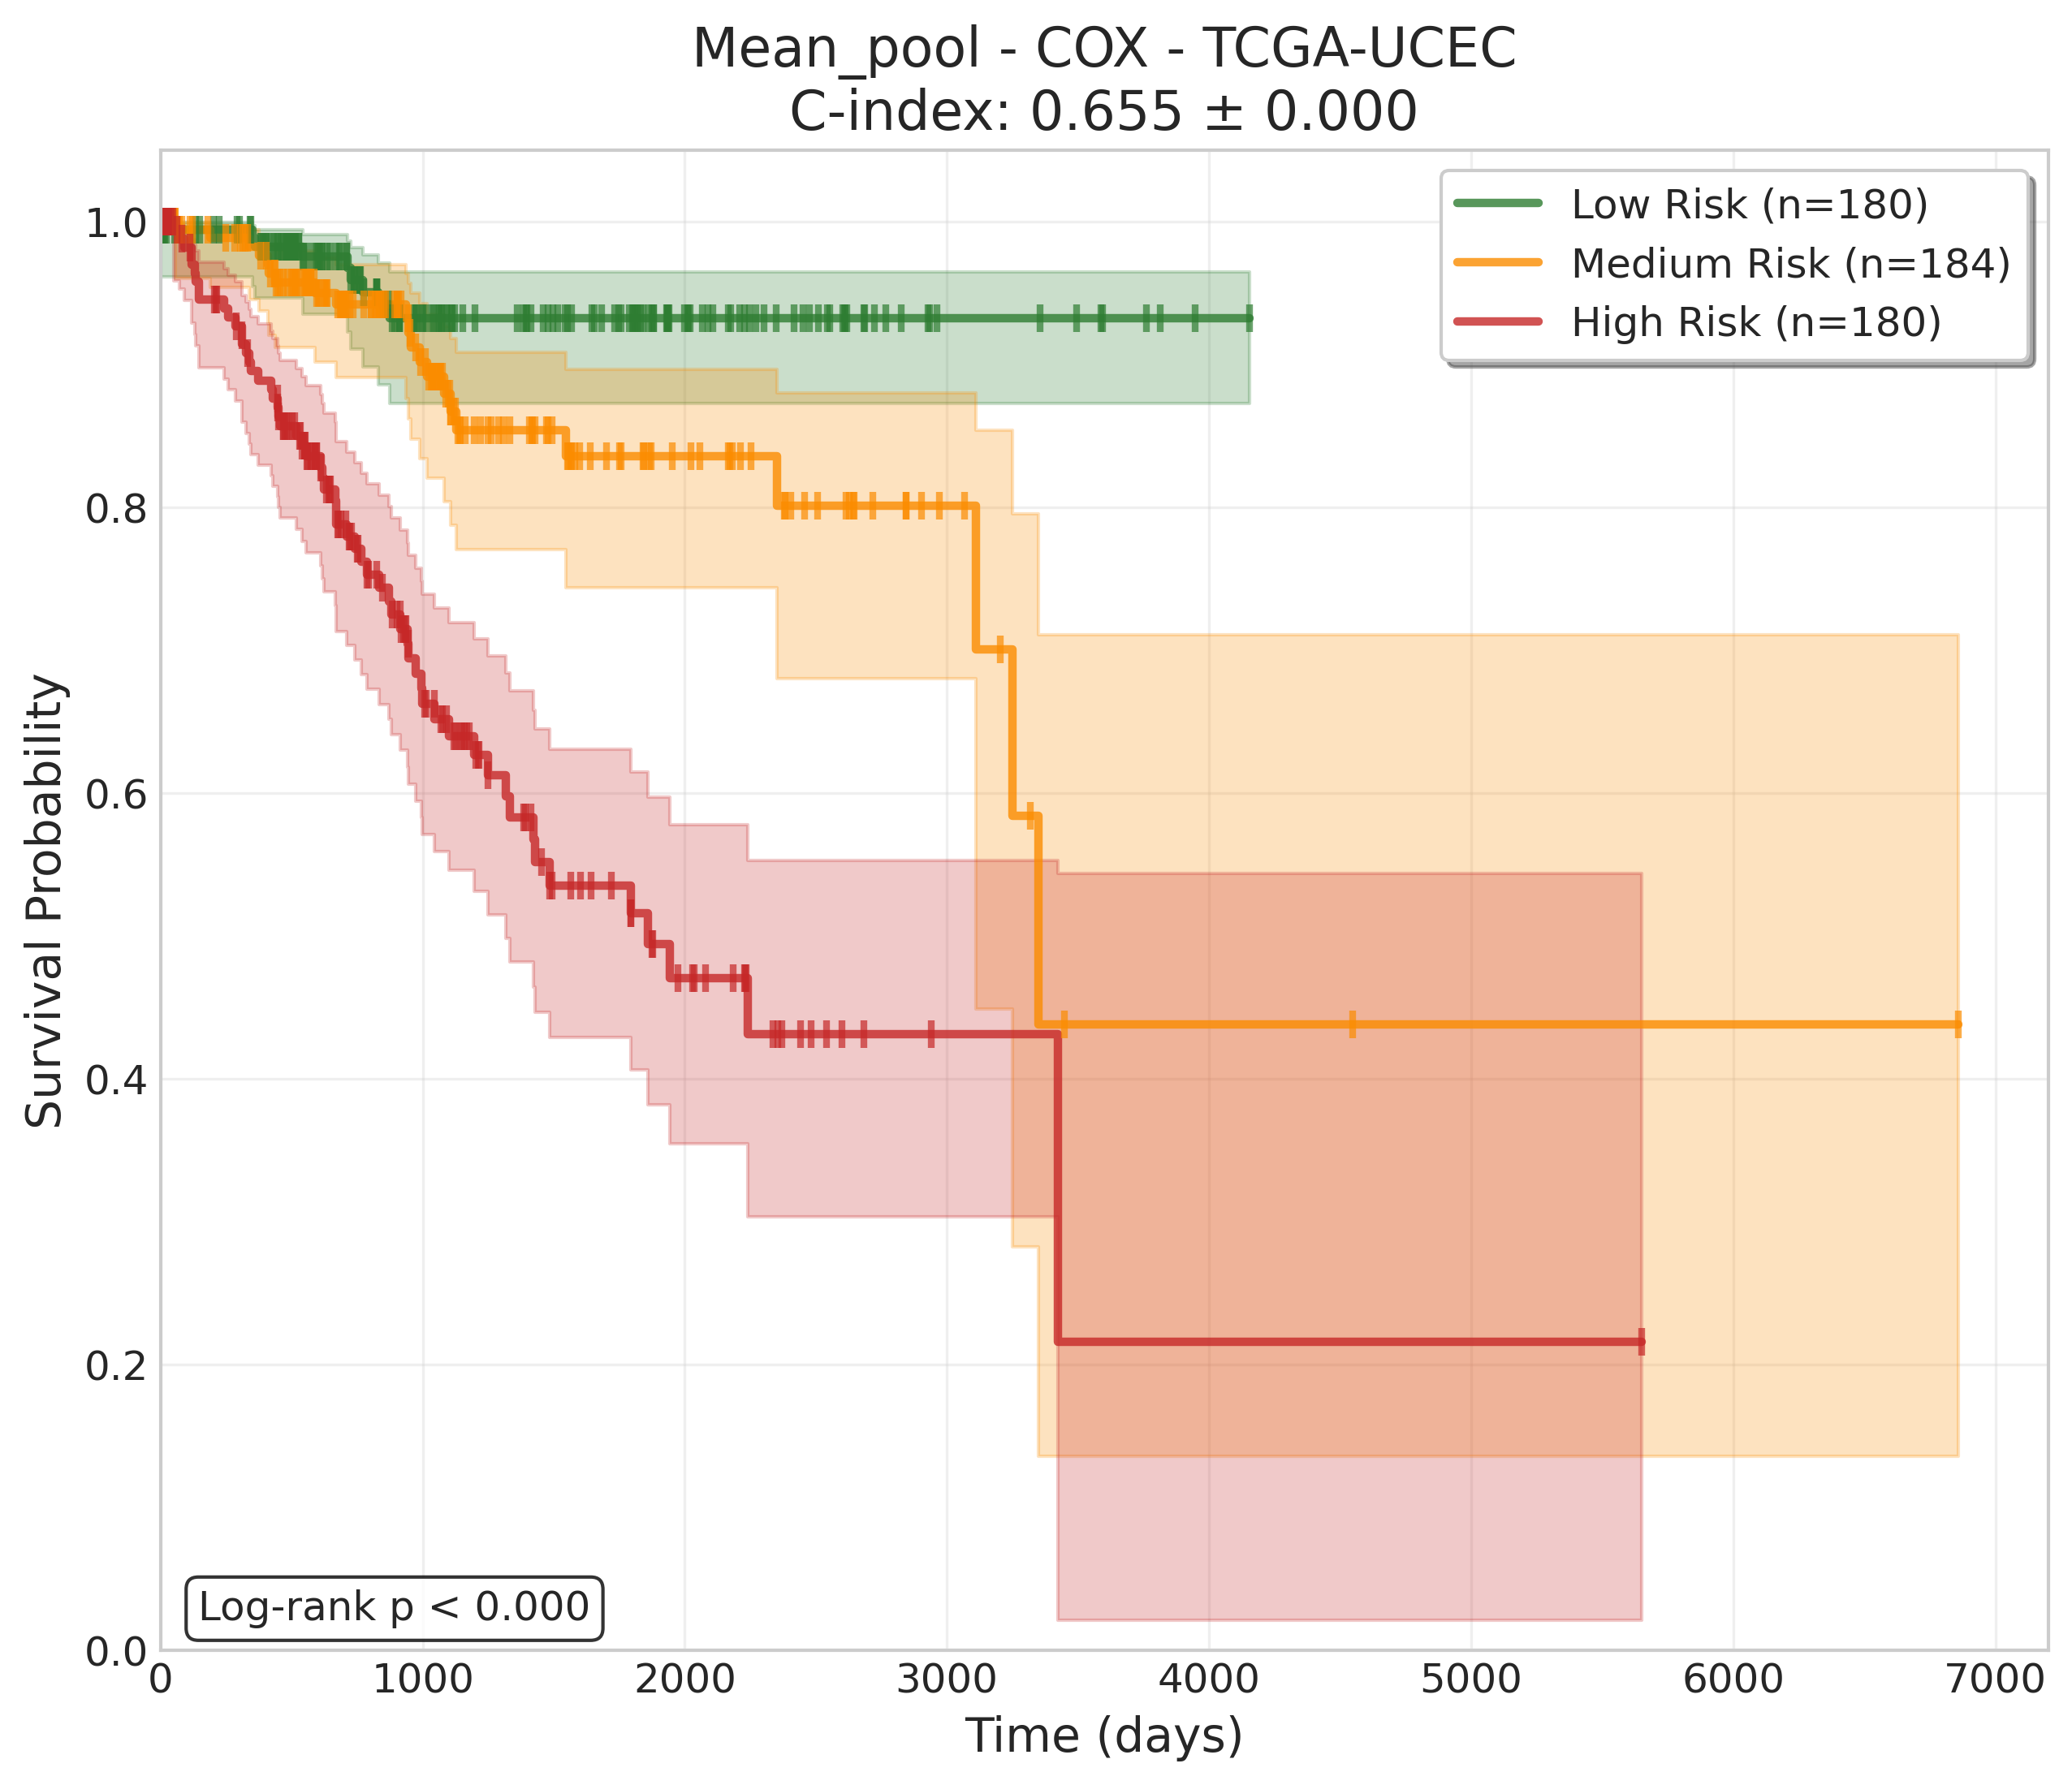 Mean_pool - COX - TCGA-UCEC
C-index: 0.655 ± 0.000
Low Risk (n=180)
Medium Risk (n=184)
High Risk (n=180)
Survival Probability
1.0
0.8
0.6
0.4
0.2
0.0
Log-rank p < 0.000
0 1000 2000 3000 4000 5000 6000 7000
Time (days)